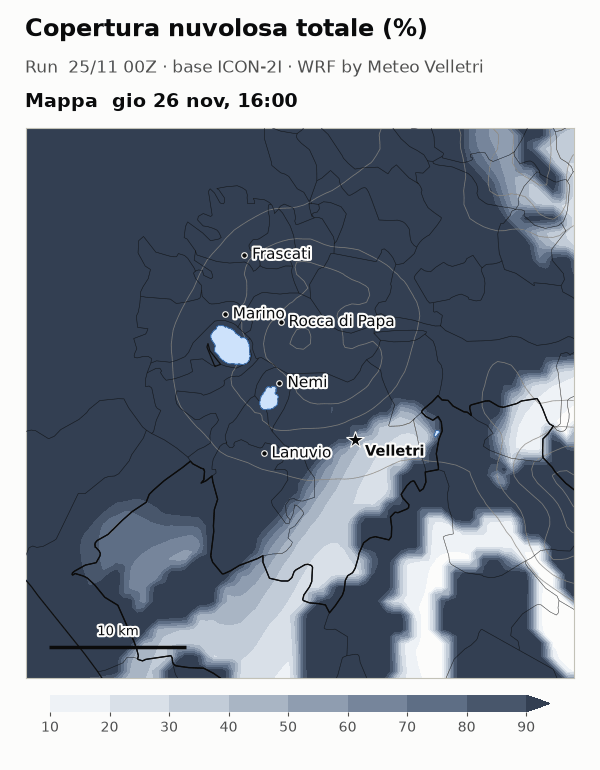 Copertura nuvolosa totale (%)
Run  25/11 00Z · base ICON-2I · WRF by Meteo Velletri
Mappa  gio 26 nov, 16:00
Frascati
Marino
Rocca di Papa
Nemi
Velletri
Lanuvio
10 km
10 20 30 40 50 60 70 80 90